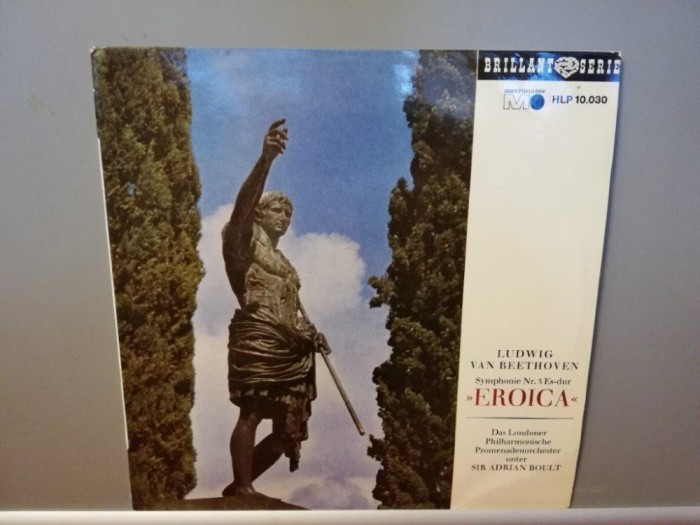 BRILLANT SERIE
metronome
M HLP 10.030
LUDWIG
VAN BEETHOVEN
Symphonie Nr. 3 Es-dur
»EROICA«
Das Londoner
Philharmonische
Promenadenorchester
unter
SIR ADRIAN BOULT